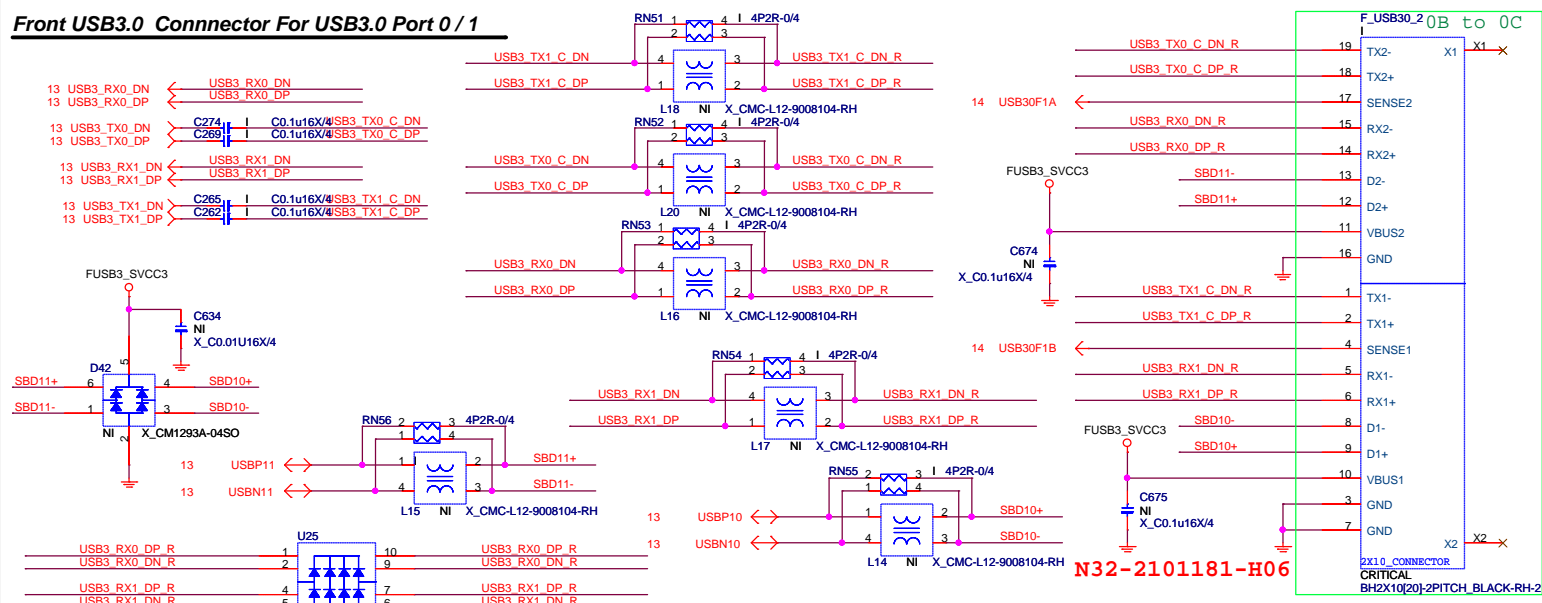 Front USB3.0 Connnector For USB3.0 Port 0 / 1
13 USB3_RX0_DN USB3_RX0_DN
13 USB3_RX0_DP USB3_RX0_DP
13 USB3_TX0_DN C274 I C0.1u16X/4 USB3_TX0_C_DN
13 USB3_TX0_DP C269 I C0.1u16X/4 USB3_TX0_C_DP
13 USB3_RX1_DN USB3_RX1_DN
13 USB3_RX1_DP USB3_RX1_DP
13 USB3_TX1_DN C265 I C0.1u16X/4 USB3_TX1_C_DN
13 USB3_TX1_DP C262 I C0.1u16X/4 USB3_TX1_C_DP
FUSB3_SVCC3
C634
NI
X_C0.01U16X/4
5
D42
SBD11+ 6 4 SBD10+
SBD11- 1 3 SBD10-
NI 2 X_CM1293A-04SO
RN51 1 4 I 4P2R-0/4
2 3
USB3_TX1_C_DN 4 3 USB3_TX1_C_DN_R
USB3_TX1_C_DP 1 2 USB3_TX1_C_DP_R
L18 NI X_CMC-L12-9008104-RH
RN52 1 4 I 4P2R-0/4
2 3
USB3_TX0_C_DN 4 3 USB3_TX0_C_DN_R
USB3_TX0_C_DP 1 2 USB3_TX0_C_DP_R
L20 NI X_CMC-L12-9008104-RH
RN53 1 4 I 4P2R-0/4
2 3
USB3_RX0_DN 4 3 USB3_RX0_DN_R
USB3_RX0_DP 1 2 USB3_RX0_DP_R
L16 NI X_CMC-L12-9008104-RH
RN54 1 4 I 4P2R-0/4
2 3
USB3_RX1_DN 4 3 USB3_RX1_DN_R
USB3_RX1_DP 1 2 USB3_RX1_DP_R
L17 NI X_CMC-L12-9008104-RH
RN56 2 3 4P2R-0/4
1 4
13 USBP11 1 2 SBD11+
13 USBN11 4 3 SBD11-
L15 NI X_CMC-L12-9008104-RH
RN55 2 3 I 4P2R-0/4
1 4
13 USBP10 1 2 SBD10+
13 USBN10 4 3 SBD10-
L14 NI X_CMC-L12-9008104-RH
U25
USB3_RX0_DP_R 1 10 USB3_RX0_DP_R
USB3_RX0_DN_R 2 9 USB3_RX0_DN_R
USB3_RX1_DP_R 4 7 USB3_RX1_DP_R
USB3_RX1_DN_R 5 6 USB3_RX1_DN_R
F_USB30_2 0B to 0C
I
USB3_TX0_C_DN_R 19 TX2- X1 X1
USB3_TX0_C_DP_R 18 TX2+
14 USB30F1A 17 SENSE2
USB3_RX0_DN_R 15 RX2-
USB3_RX0_DP_R 14 RX2+
FUSB3_SVCC3
SBD11- 13 D2-
SBD11+ 12 D2+
11 VBUS2
C674
NI
X_C0.1u16X/4
16 GND
USB3_TX1_C_DN_R 1 TX1-
USB3_TX1_C_DP_R 2 TX1+
14 USB30F1B 4 SENSE1
USB3_RX1_DN_R 5 RX1-
USB3_RX1_DP_R 6 RX1+
SBD10- 8 D1-
FUSB3_SVCC3
SBD10+ 9 D1+
10 VBUS1
C675
NI
X_C0.1u16X/4
3 GND
7 GND
X2 X2
2X10_CONNECTOR
N32-2101181-H06
CRITICAL
BH2X10[20]-2PITCH_BLACK-RH-2